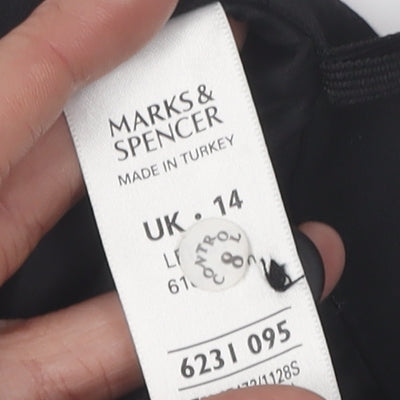 MARKS &
SPENCER
MADE IN TURKEY
UK • 14
CONTROL
8
6231 095